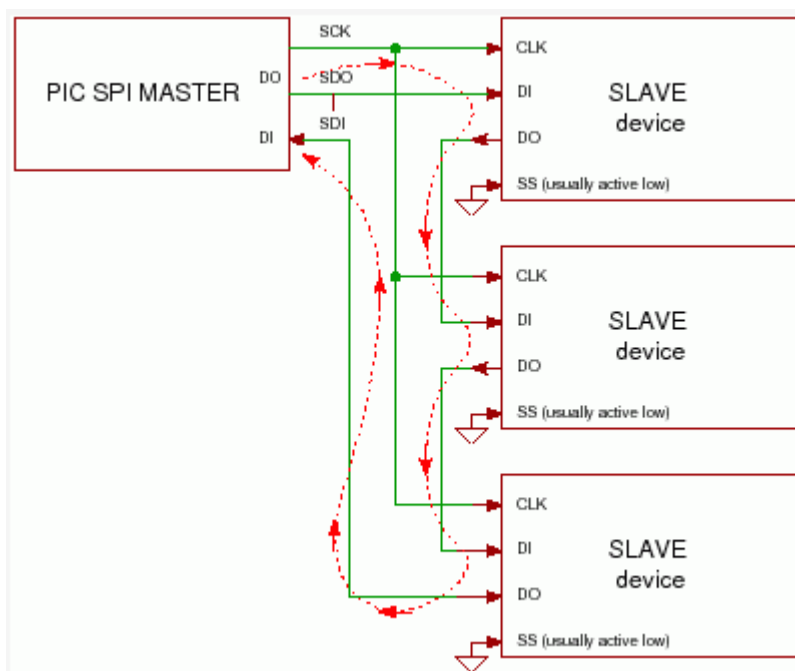 SCK
DO
SDO
PIC SPI MASTER
DI
SDI
CLK
DI
SLAVE
device
DO
SS (usually active low)
CLK
DI
SLAVE
device
DO
SS (usually active low)
CLK
DI
SLAVE
device
DO
SS (usually active low)